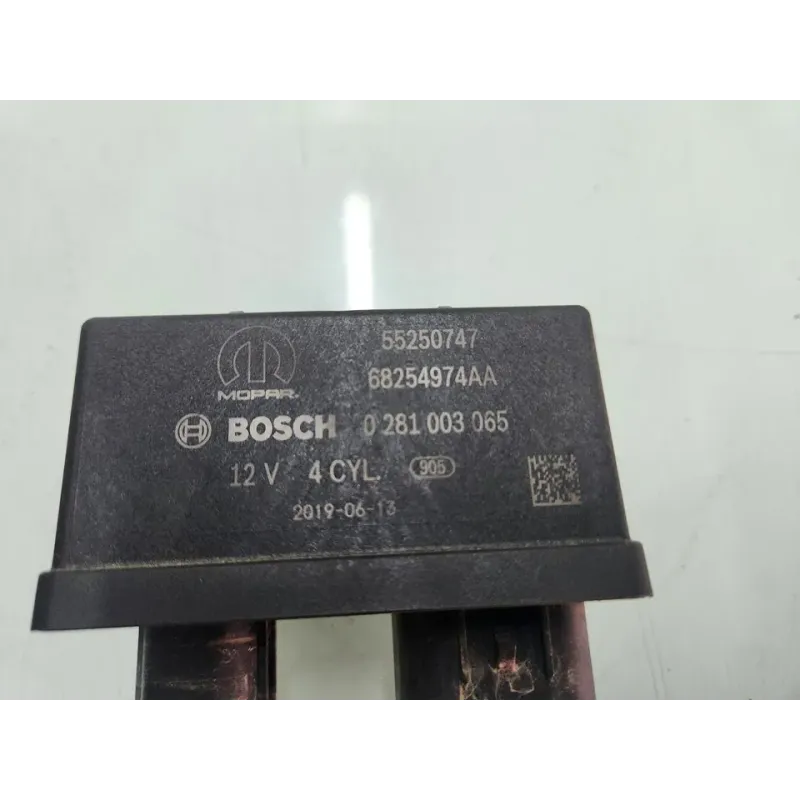 55250747
MOPAR. 68254974AA
BOSCH 0 281 003 065
12 V 4 CYL. 905
2019-06-13